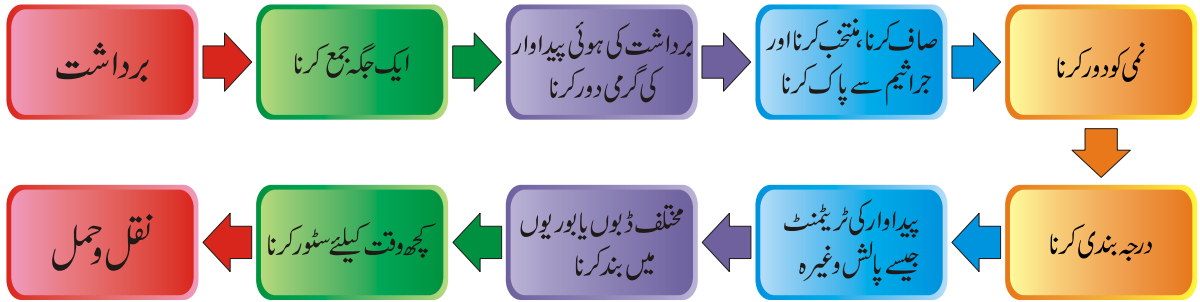 برداشت
ایک جگہ جمع کرنا
برداشت کی ہوئی پیداوار
کی گرمی دور کرنا
صاف کرنا، منتخب کرنا اور
جراثیم سے پاک کرنا
نمی کو دور کرنا
درجہ بندی کرنا
پیداوار کی ٹریٹمنٹ
جیسے پالش وغیرہ
مختلف ڈبوں یا بوریوں
میں بند کرنا
کچھ وقت کیلئے سٹور کرنا
نقل و حمل